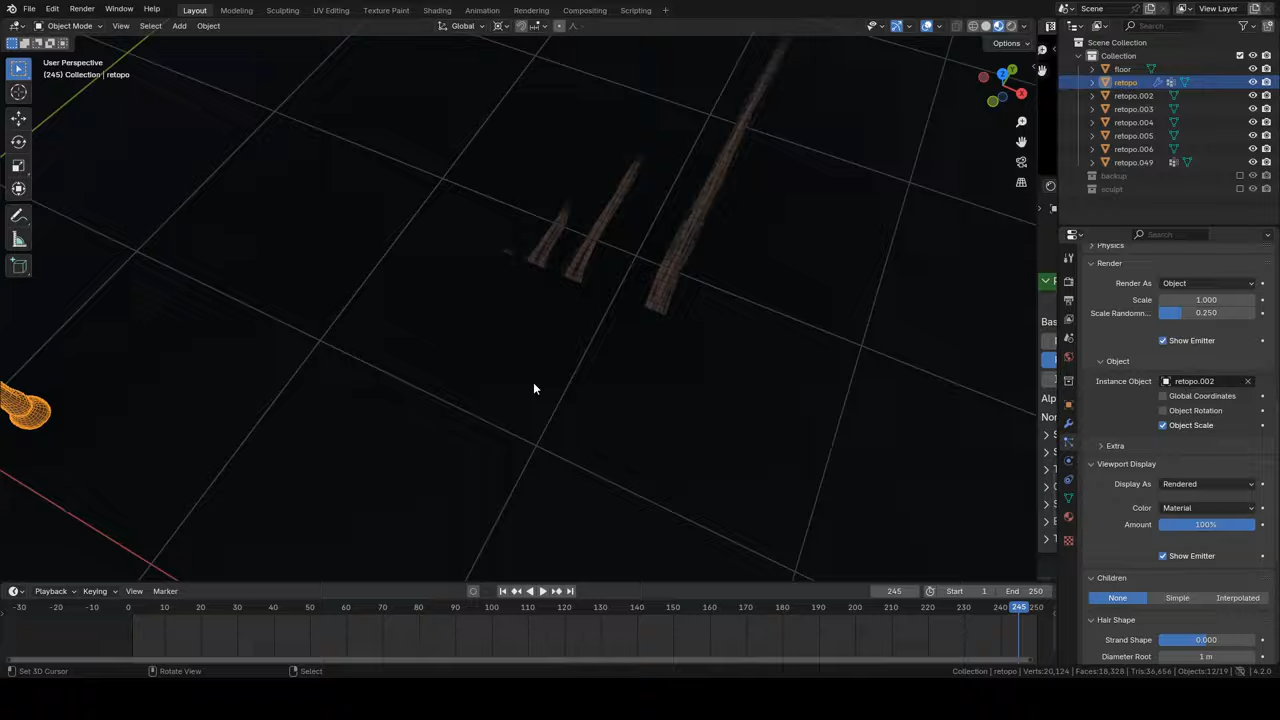 File Edit Render Window Help Layout Modeling Sculpting UV Editing Texture Paint Shading Animation Rendering Compositing Scripting + Scene View Layer
Object Mode View Select Add Object Global Search
Options
User Perspective
(245) Collection | retopo
Z Y X
Scene Collection
Collection
floor
retopo
retopo.002
retopo.003
retopo.004
retopo.005
retopo.006
retopo.049
backup
sculpt
Search
Physics
Render
Render As Object
Scale 1.000
Scale Randomn... 0.250
Show Emitter
Object
Instance Object retopo.002
Global Coordinates
Object Rotation
Object Scale
Extra
Viewport Display
Display As Rendered
Color Material
Amount 100%
Show Emitter
Children
None Simple Interpolated
Hair Shape
Strand Shape 0.000
Diameter Root 1 m
Playback Keying View Marker 245 Start 1 End 250
-30 -20 -10 0 10 20 30 40 50 60 70 80 90 100 110 120 130 140 150 160 170 180 190 200 210 220 230 240 245 250
Set 3D Cursor Rotate View Select Collection | retopo | Verts:20,124 | Faces:18,328 | Tris:36,656 | Objects:12/19 | 4.2.0